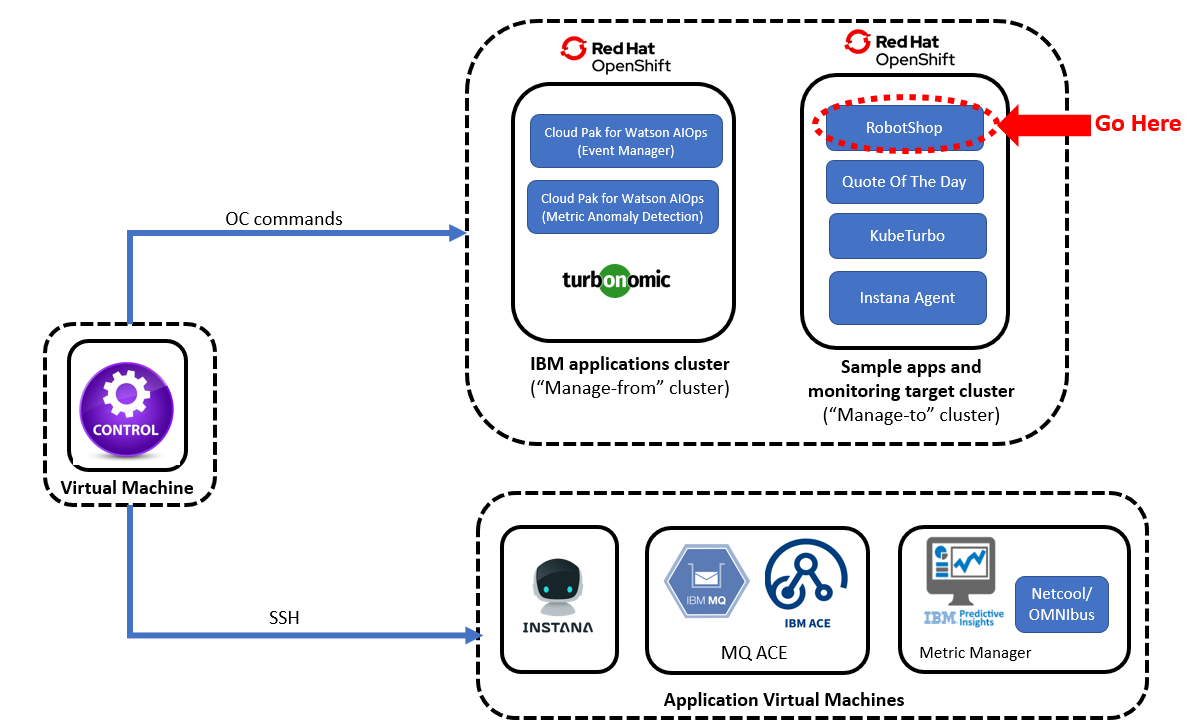 Red Hat
OpenShift
Cloud Pak for Watson AIOps
(Event Manager)
Cloud Pak for Watson AIOps
(Metric Anomaly Detection)
turbonomic
IBM applications cluster
(“Manage-from” cluster)
Red Hat
OpenShift
RobotShop
Go Here
Quote Of The Day
KubeTurbo
Instana Agent
Sample apps and
monitoring target cluster
(“Manage-to” cluster)
OC commands
CONTROL
Virtual Machine
SSH
INSTANA
IBM MQ
IBM ACE
MQ ACE
IBM Predictive
Insights
Netcool/
OMNIbus
Metric Manager
Application Virtual Machines